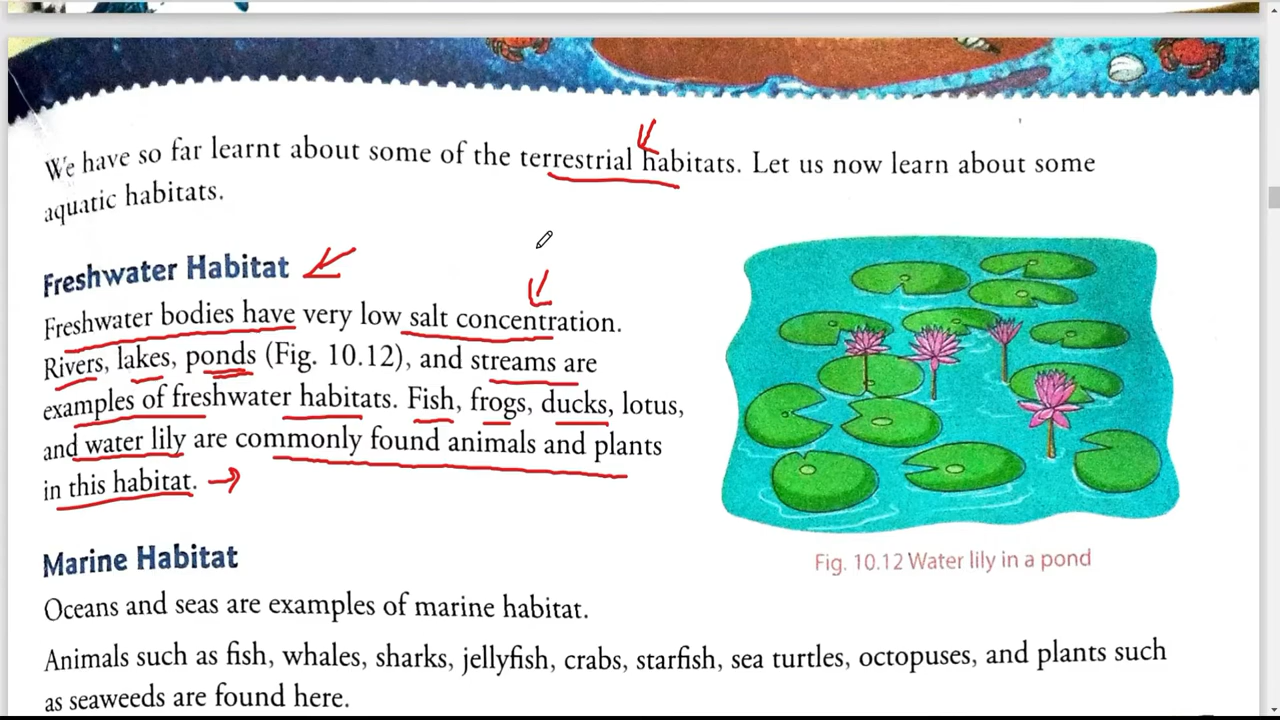 We have so far learnt about some of the terrestrial habitats. Let us now learn about some
aquatic habitats.
Freshwater Habitat
Freshwater bodies have very low salt concentration.
Rivers, lakes, ponds (Fig. 10.12), and streams are
examples of freshwater habitats. Fish, frogs, ducks, lotus,
and water lily are commonly found animals and plants
in this habitat.
Fig. 10.12 Water lily in a pond
Marine Habitat
Oceans and seas are examples of marine habitat.
Animals such as fish, whales, sharks, jellyfish, crabs, starfish, sea turtles, octopuses, and plants such
as seaweeds are found here.